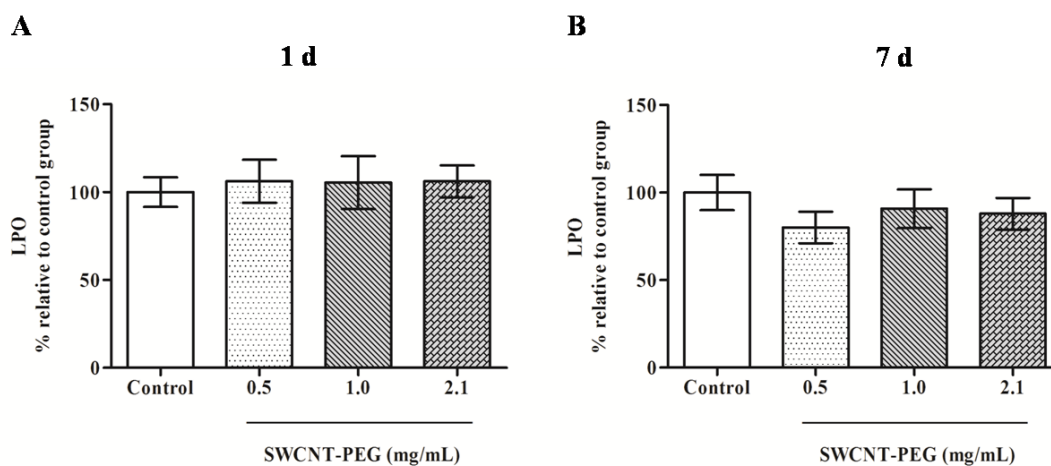 A
1 d
LPO
% relative to control group
150
100
50
0
Control
0.5
1.0
2.1
SWCNT-PEG (mg/mL)
B
7 d
LPO
% relative to control group
150
100
50
0
Control
0.5
1.0
2.1
SWCNT-PEG (mg/mL)